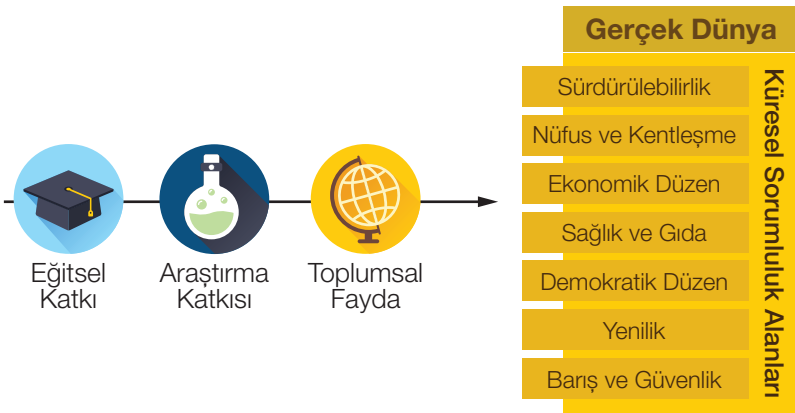 Eğitsel
Katkı
Araştırma
Katkısı
Toplumsal
Fayda
Gerçek Dünya
Sürdürülebilirlik
Nüfus ve Kentleşme
Ekonomik Düzen
Sağlık ve Gıda
Demokratik Düzen
Yenilik
Barış ve Güvenlik
Küresel Sorumluluk Alanları